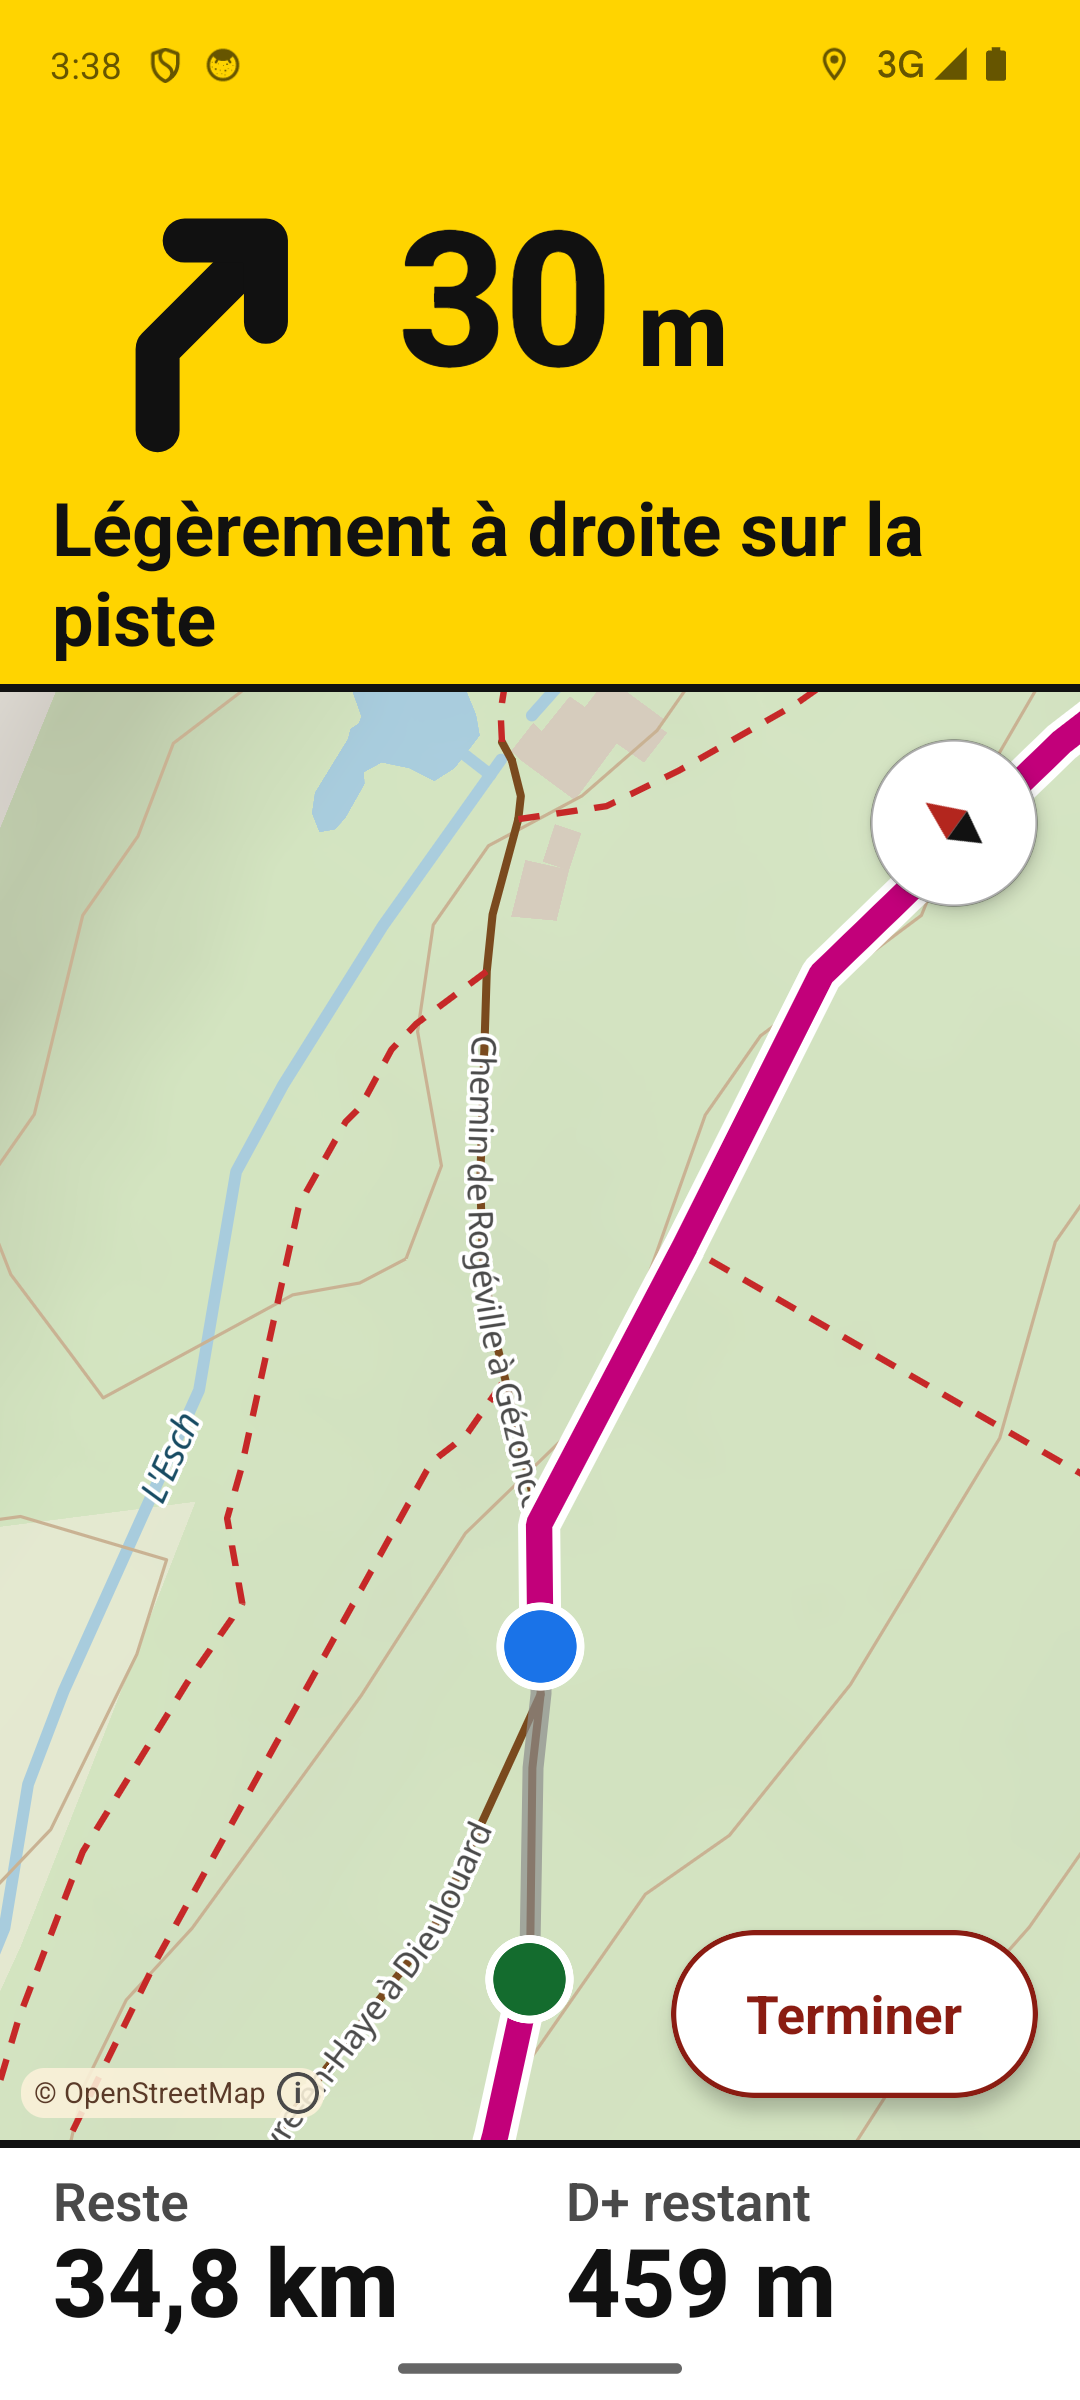 3:38
3G
30 m
Légèrement à droite sur la
piste
Chemin de Rogéville à Gézonc
L'Esch
-Haye à Dieulouard
Terminer
© OpenStreetMap
Reste
D+ restant
34,8 km
459 m